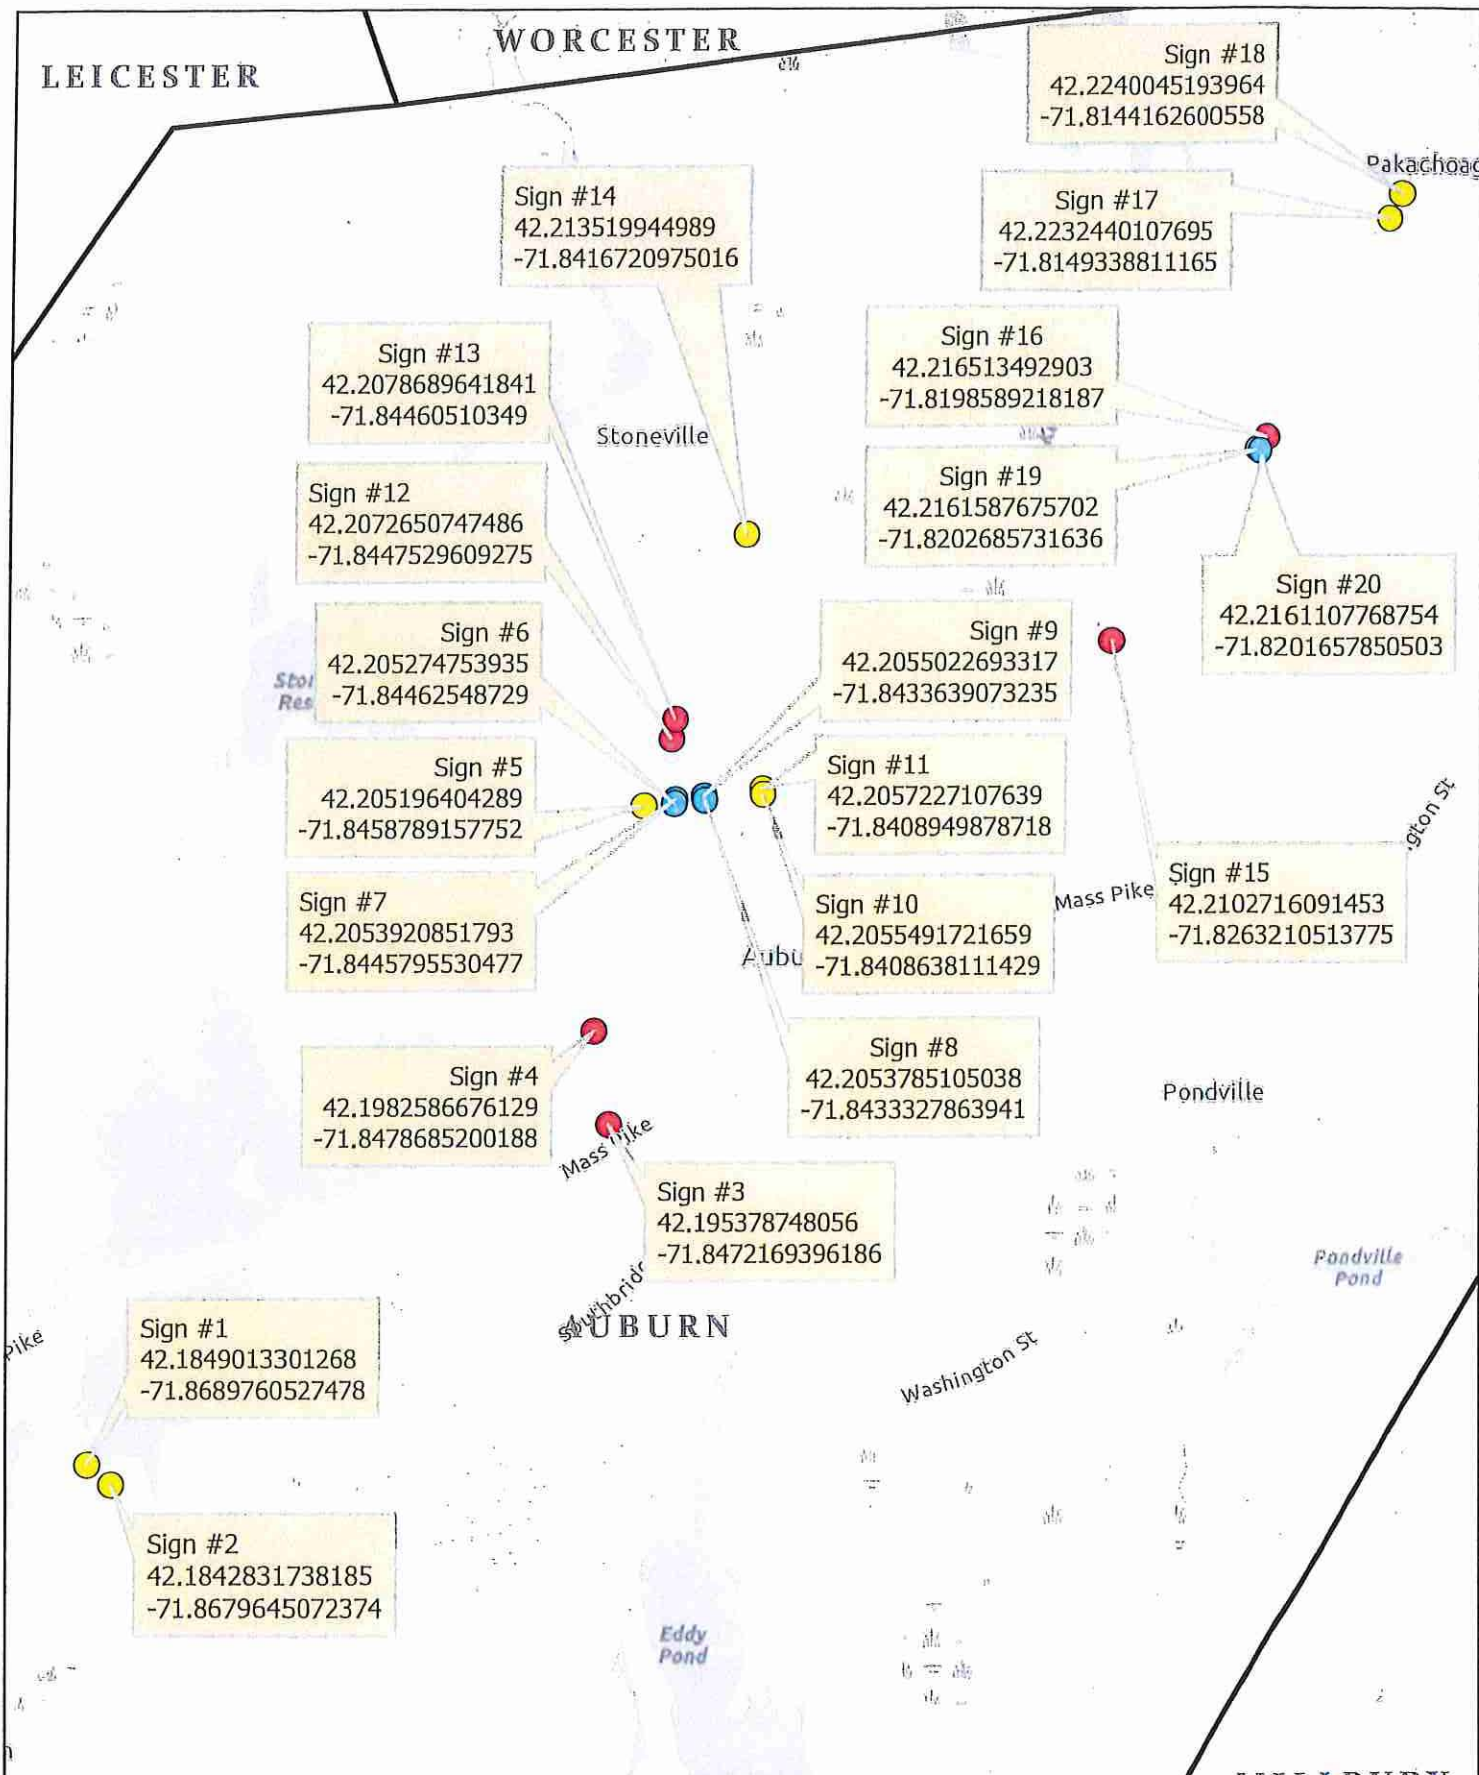 WORCESTER
LEICESTER
Sign #18
42.2240045193964
-71.8144162600558
Sign #14
42.213519944989
-71.8416720975016
Sign #17
42.2232440107695
-71.8149338811165
Sign #13
42.2078689641841
-71.84460510349
Stoneville
Sign #16
42.216513492903
-71.8198589218187
Sign #12
42.2072650747486
-71.8447529609275
Sign #19
42.2161587675702
-71.8202685731636
Sign #20
42.2161107768754
-71.8201657850503
Sign #6
42.205274753935
-71.84462548729
Sign #9
42.2055022693317
-71.8433639073235
Sign #5
42.205196404289
-71.8458789157752
Sign #11
42.2057227107639
-71.8408949878718
gton St
Sign #7
42.2053920851793
-71.8445795530477
Sign #10
42.2055491721659
-71.8408638111429
Mass Pike
Sign #15
42.2102716091453
-71.8263210513775
Aubu
Sign #4
42.1982586676129
-71.8478685200188
Sign #8
42.2053785105038
-71.8433327863941
Pondville
Mass Pike
Sign #3
42.195378748056
-71.8472169396186
Pondville
Pond
AUBURN
Pike
Sign #1
42.1849013301268
-71.8689760527478
Washington St
Sign #2
42.1842831738185
-71.8679645072374
Eddy
Pond